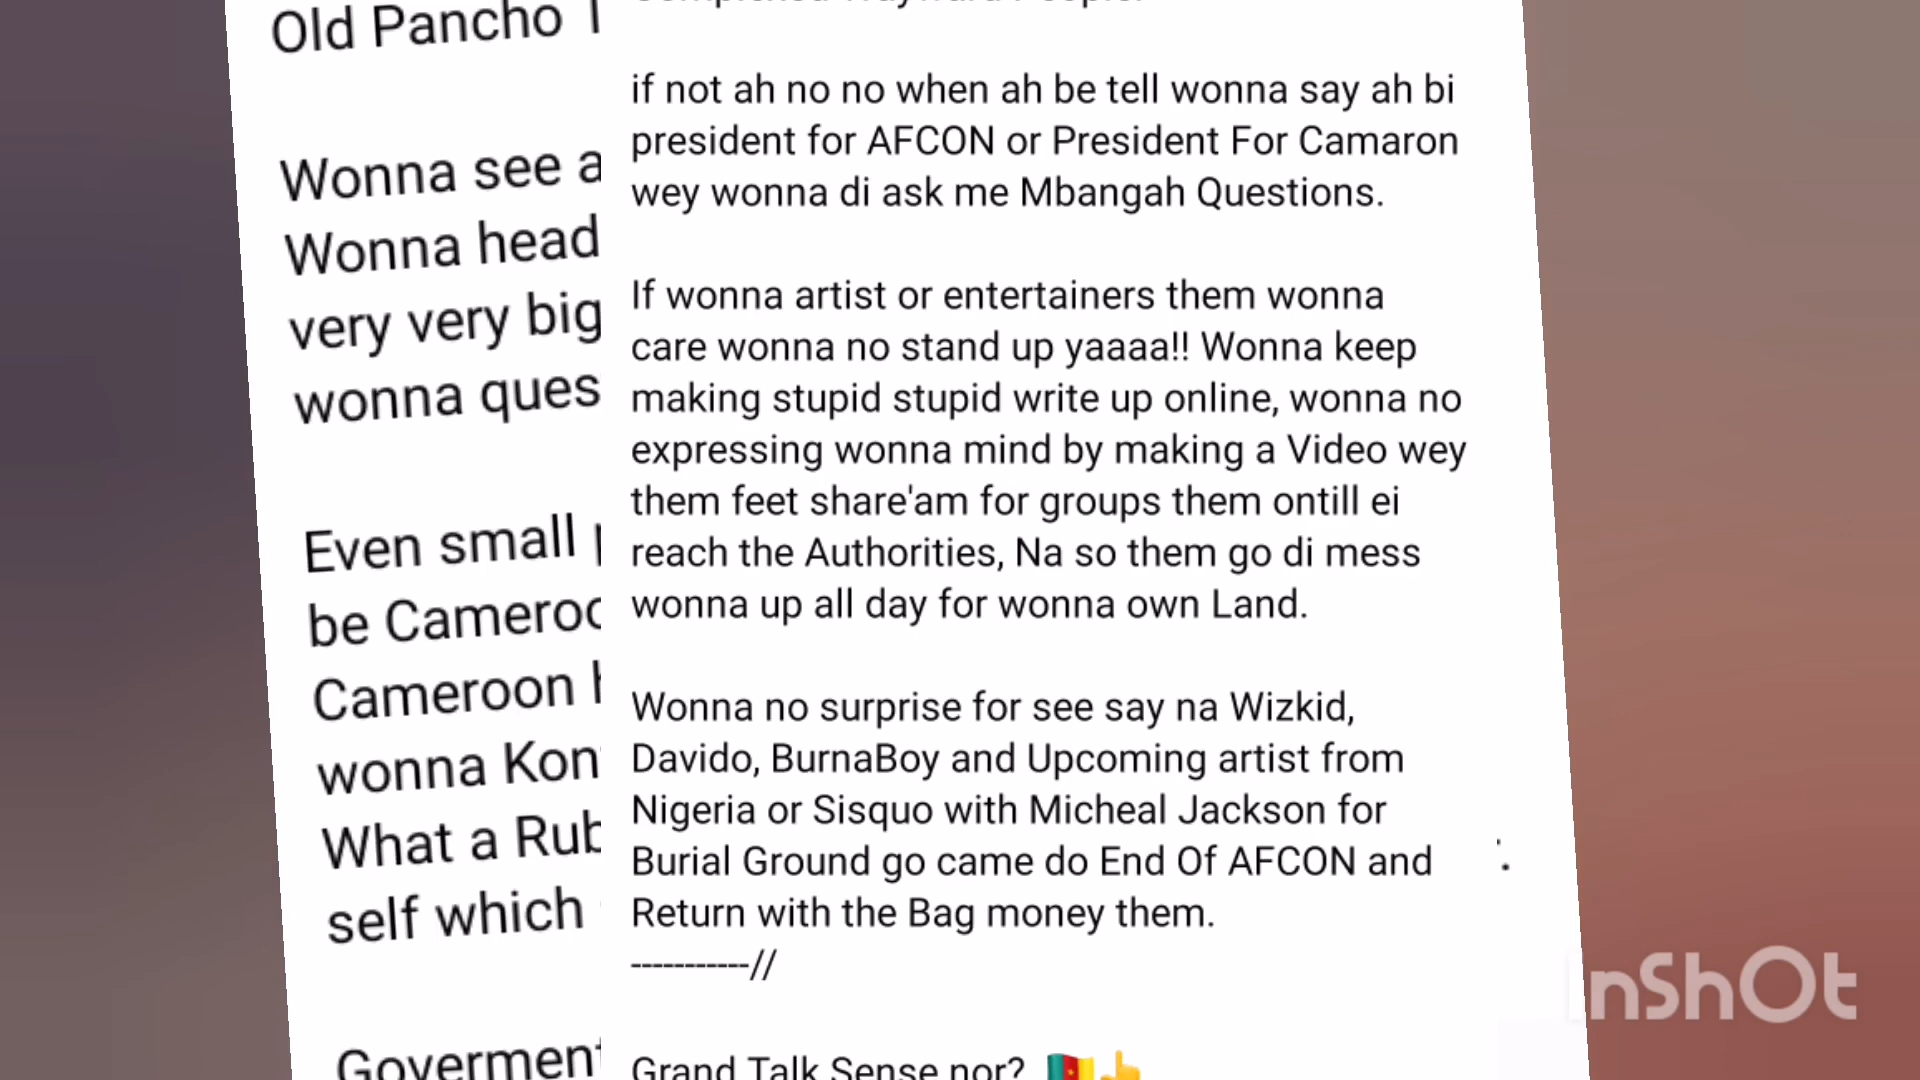 Old Pancho
Wonna see a
Wonna head
very very big
wonna ques
Even small
be Cameroo
Cameroon
wonna Kon
What a Rub
self which
Goverment
if not ah no no when ah be tell wonna say ah bi
president for AFCON or President For Camaron
wey wonna di ask me Mbangah Questions.
If wonna artist or entertainers them wonna
care wonna no stand up yaaaa!! Wonna keep
making stupid stupid write up online, wonna no
expressing wonna mind by making a Video wey
them feet share'am for groups them ontill ei
reach the Authorities, Na so them go di mess
wonna up all day for wonna own Land.
Wonna no surprise for see say na Wizkid,
Davido, BurnaBoy and Upcoming artist from
Nigeria or Sisquo with Micheal Jackson for
Burial Ground go came do End Of AFCON and
Return with the Bag money them.
-----------//
Grand Talk Sense nor? 🇨🇲👆
InShOt